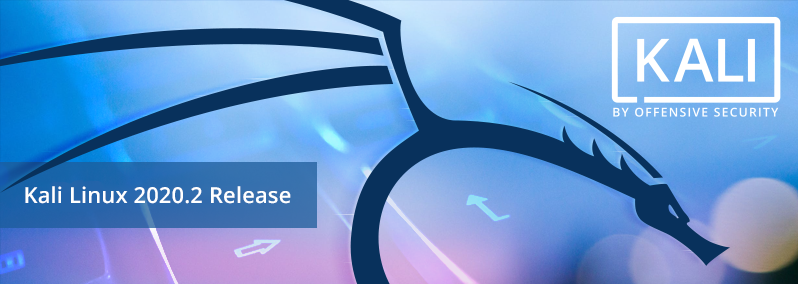 KALI
BY OFFENSIVE SECURITY
Kali Linux 2020.2 Release